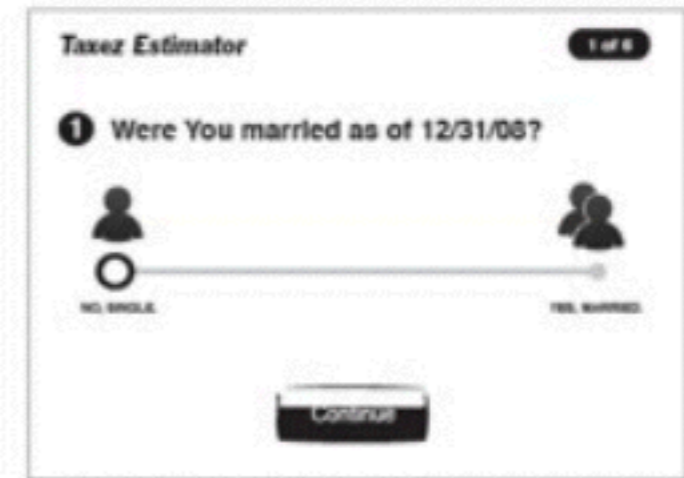 Taxez Estimator
1 of 6
1 Were You married as of 12/31/08?
NO, SINGLE.
YES, MARRIED.
Continue